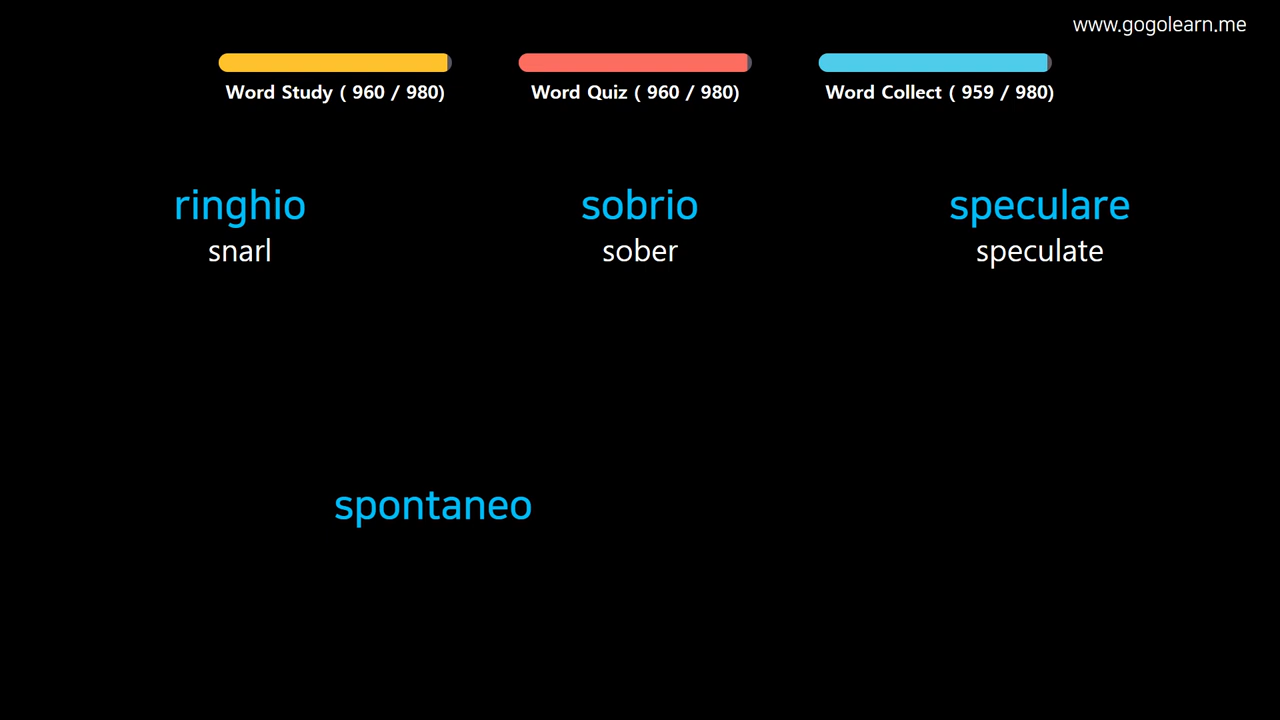 www.gogolearn.me
Word Study ( 960 / 980)
Word Quiz ( 960 / 980)
Word Collect ( 959 / 980)
ringhio
snarl
sobrio
sober
speculare
speculate
spontaneo